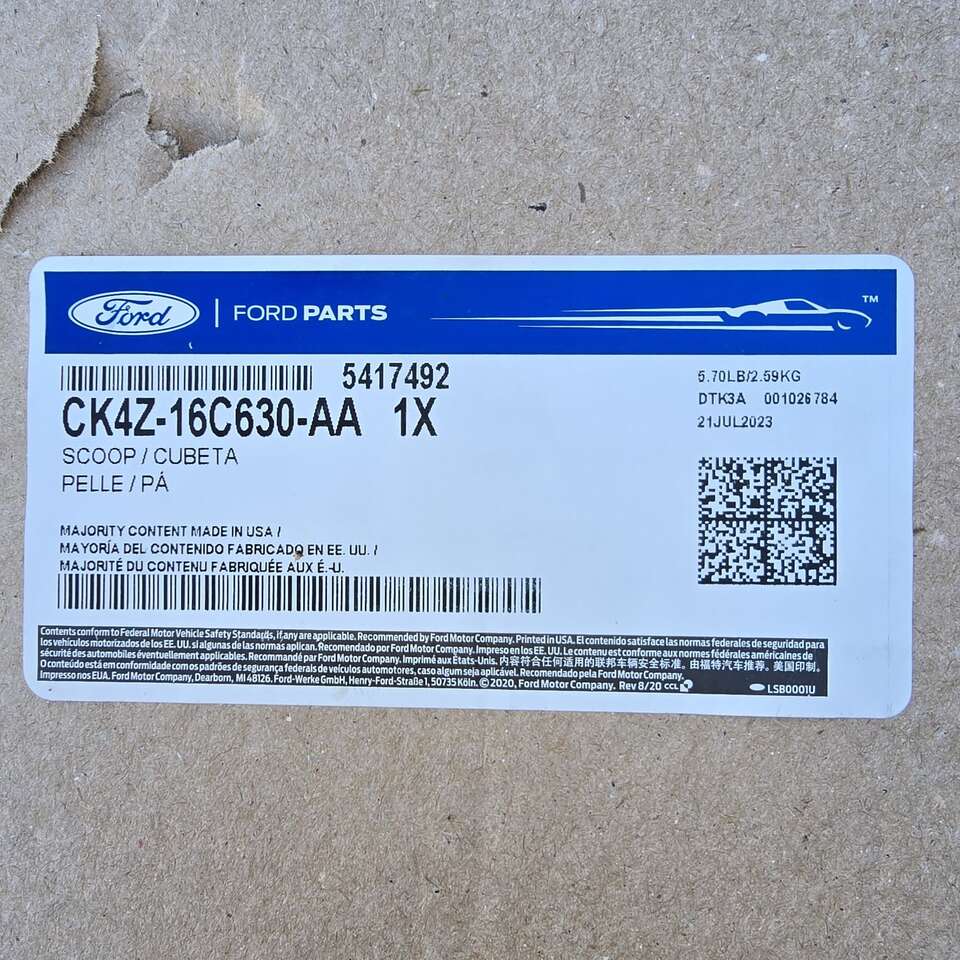 Ford | FORD PARTS ™
5417492
CK4Z-16C630-AA 1X
SCOOP / CUBETA
PELLE / PÁ
5.70LB/2.59KG
DTK3A 001026784
21JUL2023
MAJORITY CONTENT MADE IN USA /
MAYORÍA DEL CONTENIDO FABRICADO EN EE. UU. /
MAJORITÉ DU CONTENU FABRIQUÉE AUX É.-U.
Contents conform to Federal Motor Vehicle Safety Standards, if any are applicable. Recommended by Ford Motor Company. Printed in USA. El contenido satisface las normas federales de seguridad para
los vehículos motorizados de los EE. UU. si algunas de las normas aplican. Recomendado por Ford Motor Company. Impreso en los EE. UU. Le contenu est conforme aux normes fédérales américaines de
sécurité des automobiles éventuellement applicables. Recommandé par Ford Motor Company. Imprimé aux États-Unis. 内容符合任何适用的联邦车辆安全标准。由福特汽车推荐。美国印制。
O conteúdo está em conformidade com os padrões de segurança federal de veículos automotores, caso algum seja aplicável. Recomendado pela Ford Motor Company.
Impresso nos EUA. Ford Motor Company, Dearborn, MI 48126. Ford-Werke GmbH, Henry-Ford-Straße 1, 50735 Köln. © 2020, Ford Motor Company. Rev 8/20 CCL
LSB0001U